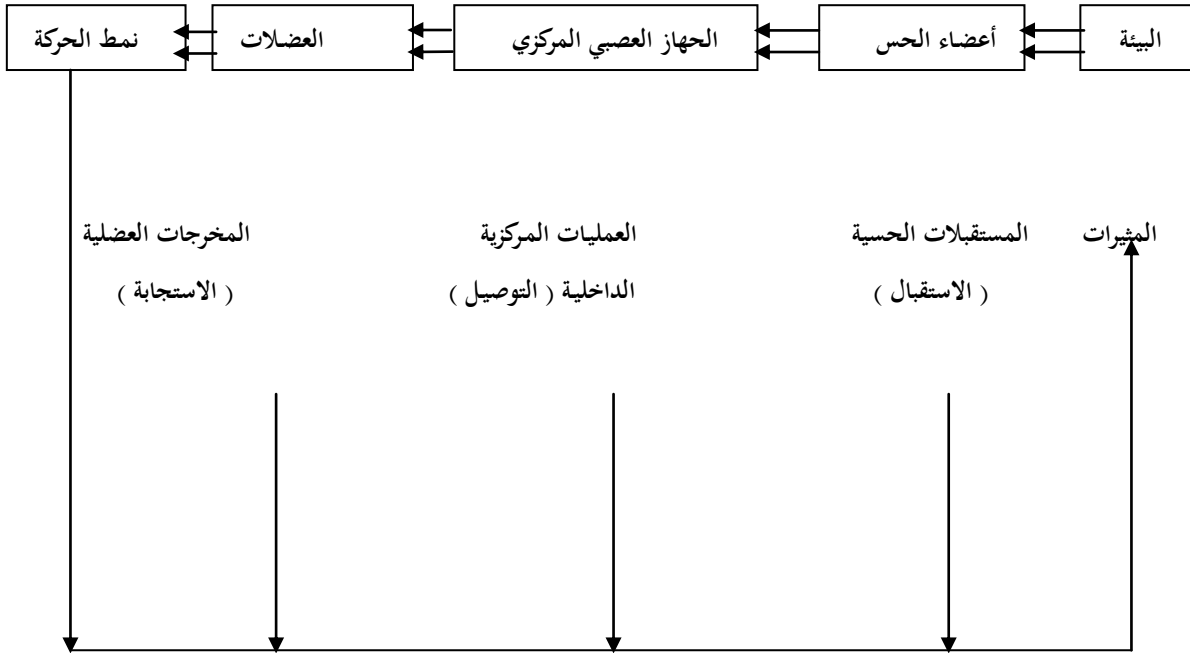 البيئة
أعضاء الحس
الحهاز العصبي المركزي
العضلات
نمط الحركة
المثيرات
المستقبلات الحسية
( الاستقبال )
العمليات المركزية
الداخلية ( التوصيل )
المخرجات العضلية
( الاستجابة )